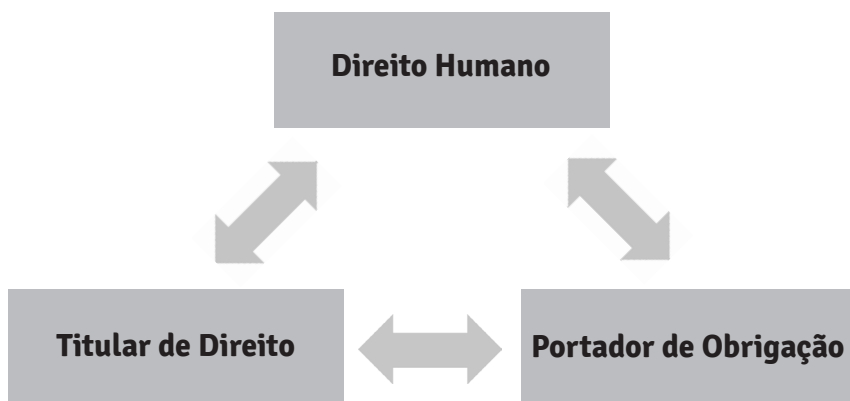 Direito Humano
Titular de Direito
Portador de Obrigação